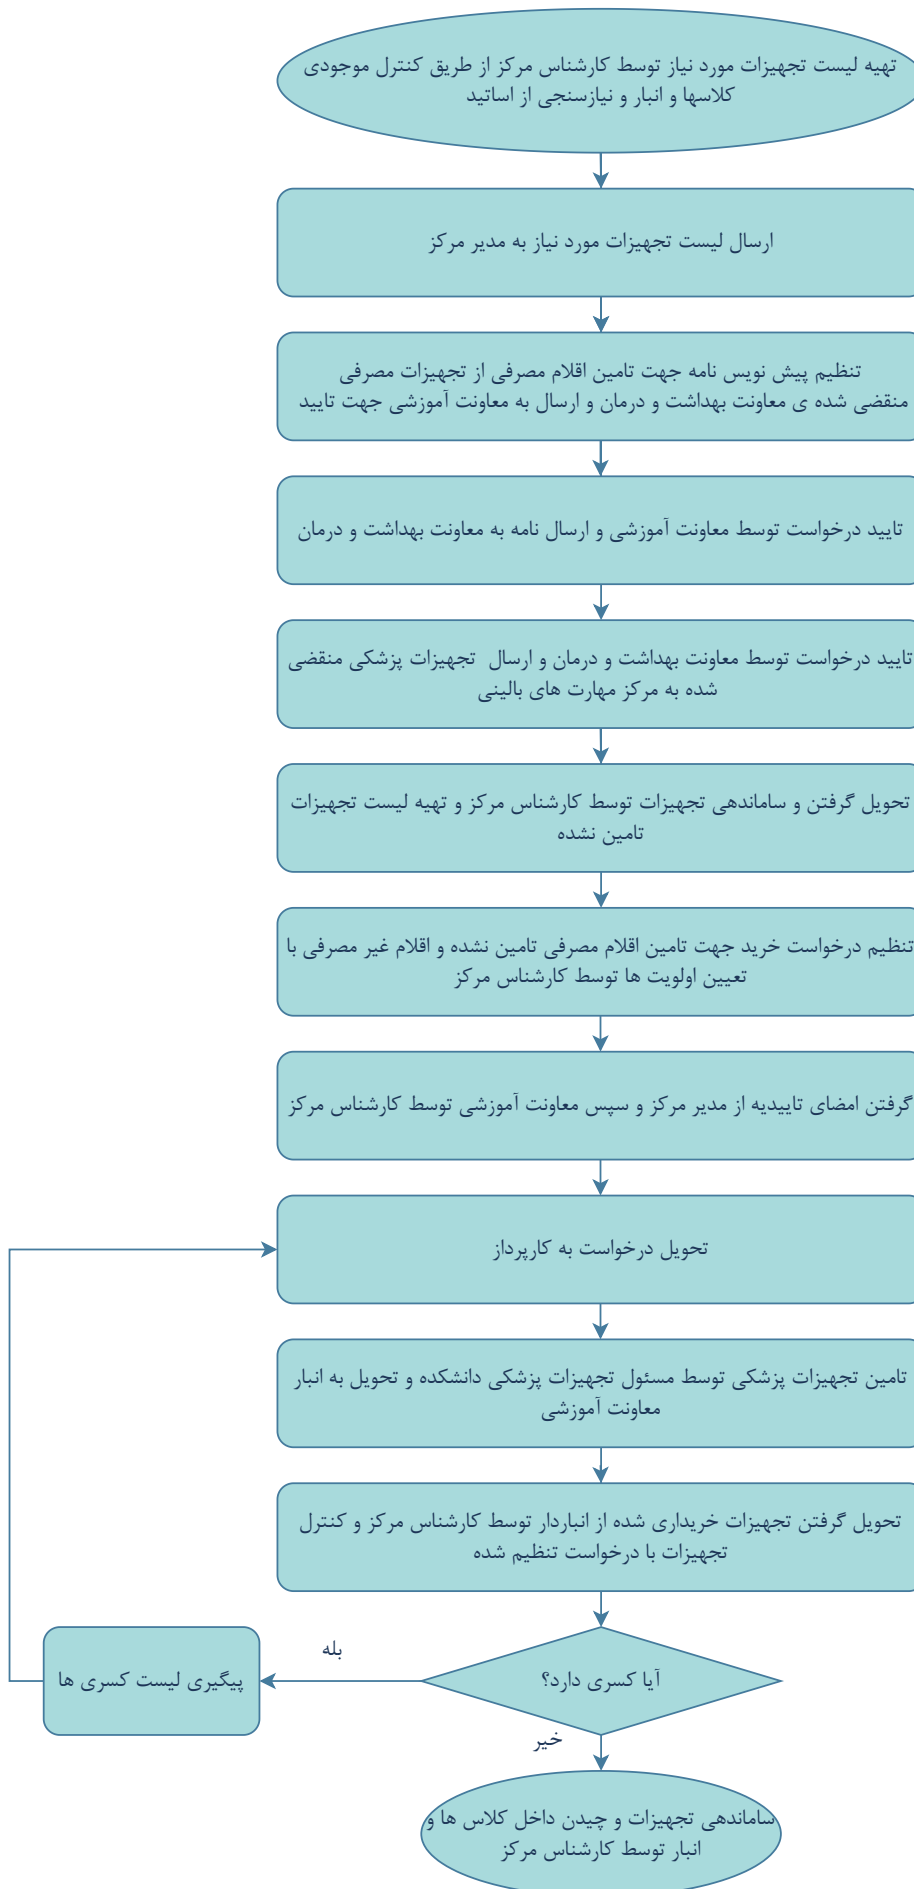 تهیه لیست تجهیزات مورد نیاز توسط کارشناس مرکز از طریق کنترل موجودی
کلاسها و انبار و نیازسنجی از اساتید
ارسال لیست تجهیزات مورد نیاز به مدیر مرکز
تنظیم پیش نویس نامه جهت تامین اقلام مصرفی از تجهیزات مصرفی
منقضی شده ی معاونت بهداشت و درمان و ارسال به معاونت آموزشی جهت تایید
تایید درخواست توسط معاونت آموزشی و ارسال نامه به معاونت بهداشت و درمان
تایید درخواست توسط معاونت بهداشت و درمان و ارسال تجهیزات پزشکی منقضی
شده به مرکز مهارت های بالینی
تحویل گرفتن و ساماندهی تجهیزات توسط کارشناس مرکز و تهیه لیست تجهیزات
تامین نشده
تنظیم درخواست خرید جهت تامین اقلام مصرفی تامین نشده و اقلام غیر مصرفی با
تعیین اولویت ها توسط کارشناس مرکز
گرفتن امضای تاییدیه از مدیر مرکز و سپس معاونت آموزشی توسط کارشناس مرکز
تحویل درخواست به کارپرداز
تامین تجهیزات پزشکی توسط مسئول تجهیزات پزشکی دانشکده و تحویل به انبار
معاونت آموزشی
تحویل گرفتن تجهیزات خریداری شده از انباردار توسط کارشناس مرکز و کنترل
تجهیزات با درخواست تنظیم شده
آیا کسری دارد؟
بله
پیگیری لیست کسری ها
خیر
ساماندهی تجهیزات و چیدن داخل کلاس ها و
انبار توسط کارشناس مرکز